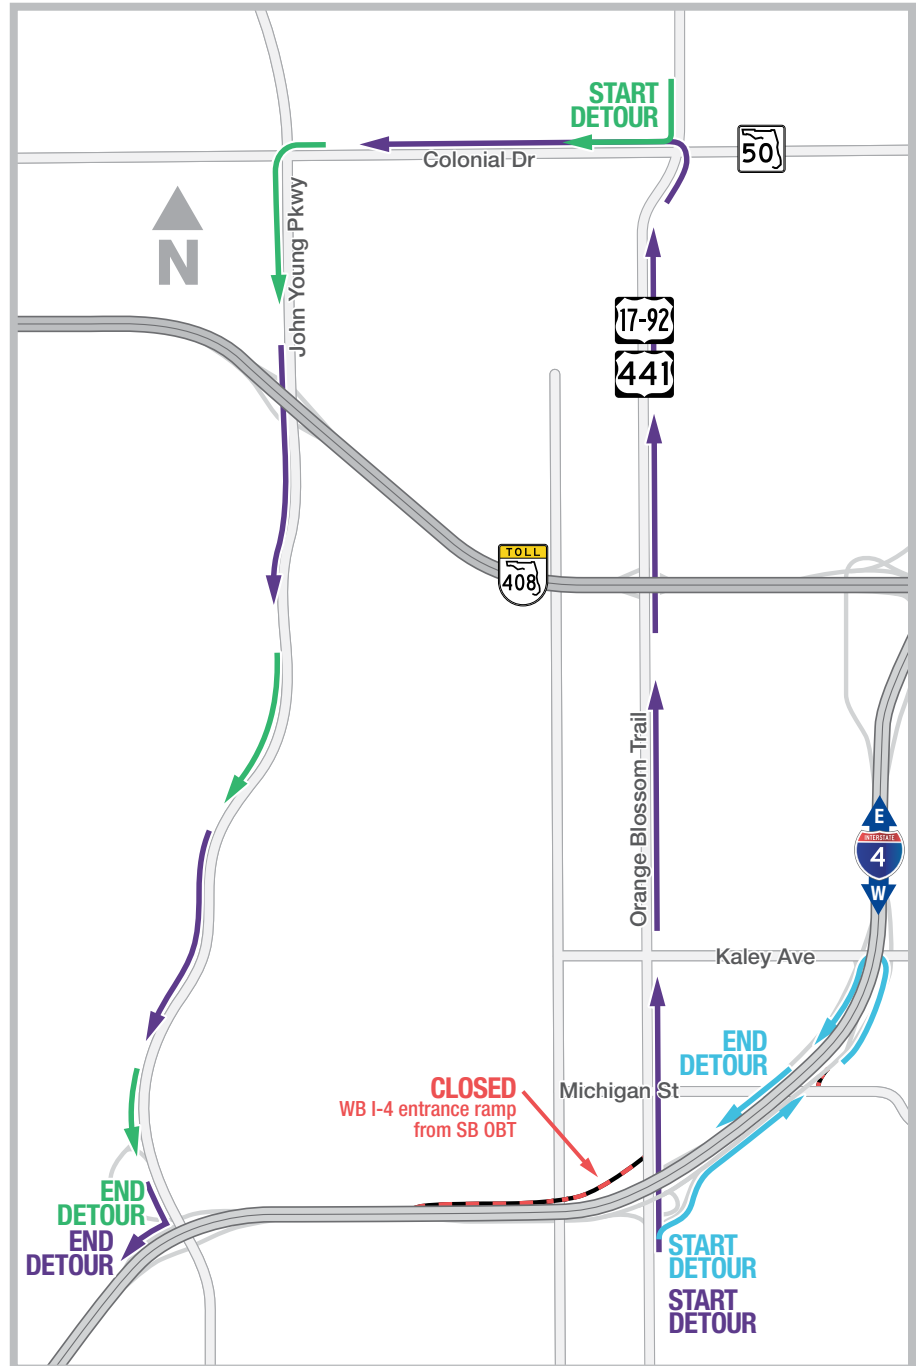 START
DETOUR
Colonial Dr
50
N
John Young Pkwy
17-92
441
TOLL
408
Orange Blossom Trail
E
INTERSTATE
4
W
Kaley Ave
END
DETOUR
CLOSED
WB I-4 entrance ramp
from SB OBT
Michigan St
END
DETOUR
END
DETOUR
START
DETOUR
START
DETOUR